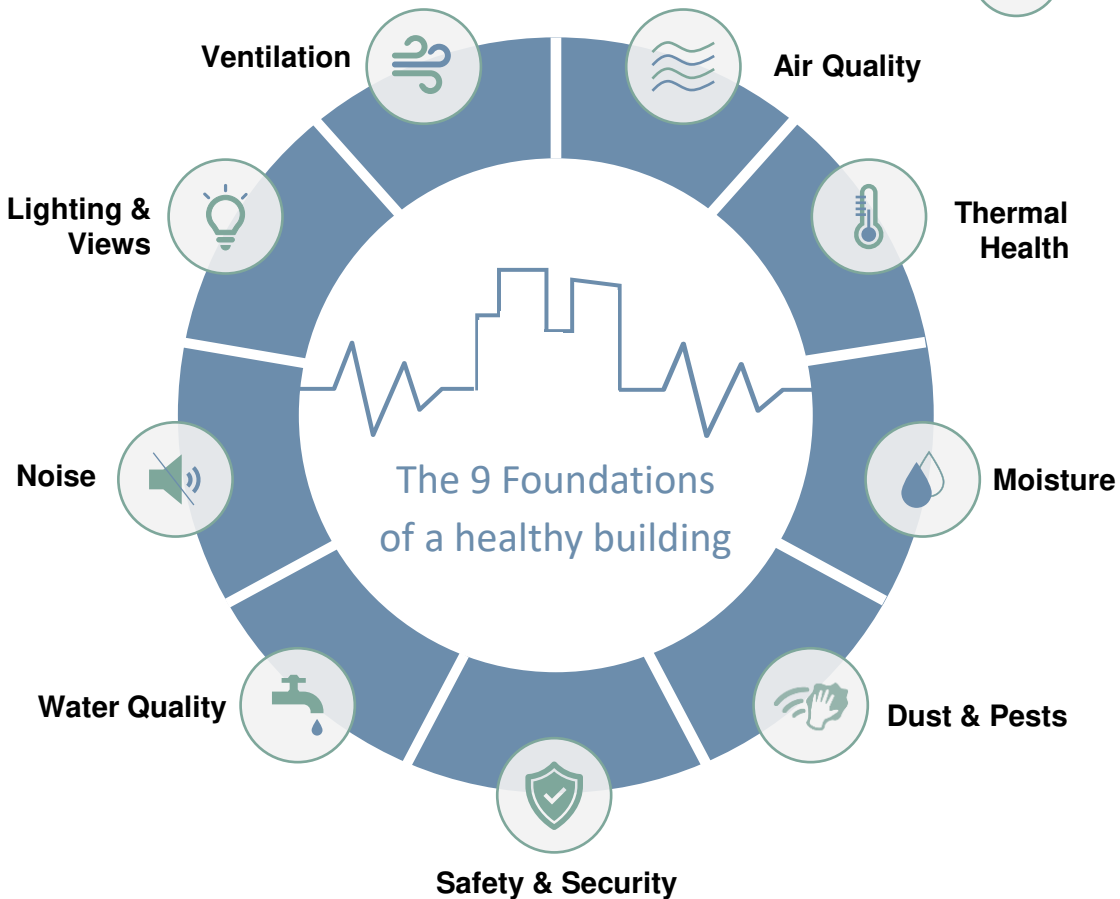 Ventilation
Air Quality
Lighting &
Views
Thermal
Health
Noise
The 9 Foundations
of a healthy building
Moisture
Water Quality
Dust & Pests
Safety & Security